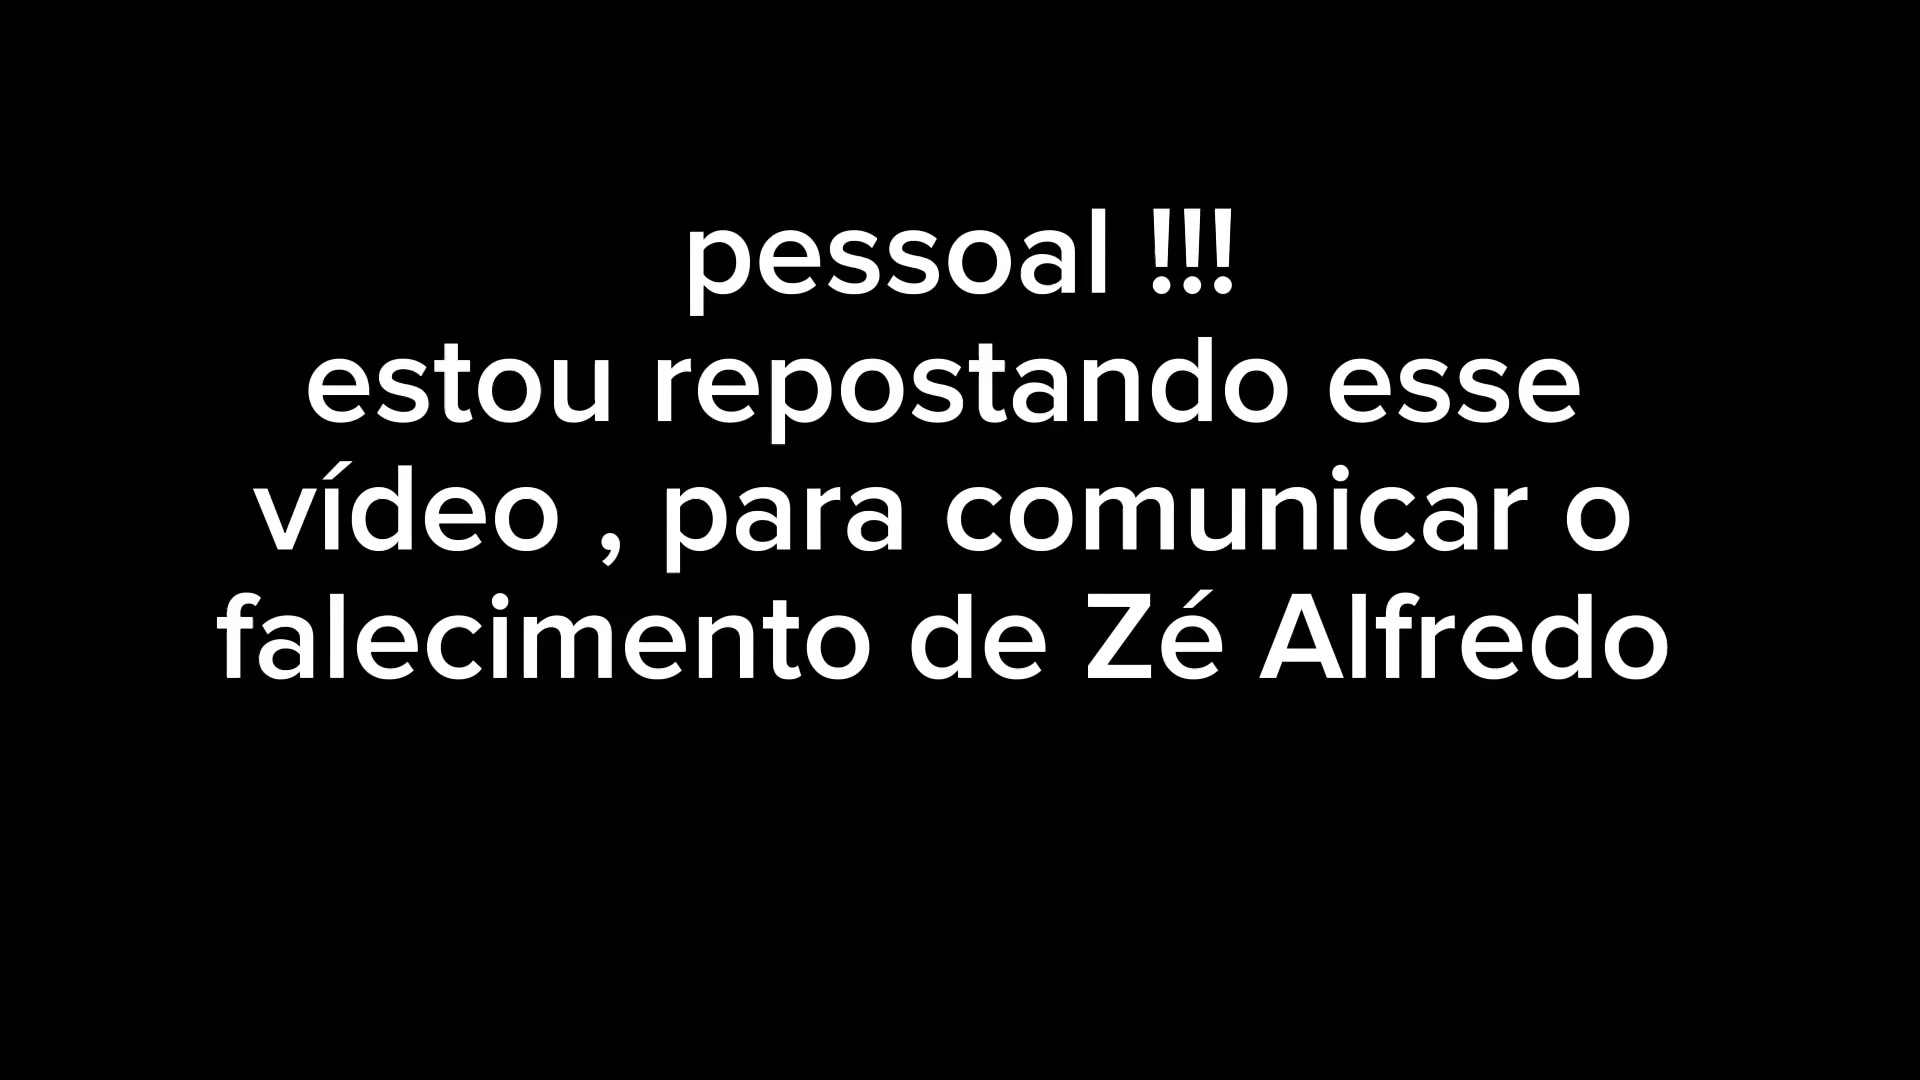 pessoal !!!
estou repostando esse
vídeo , para comunicar o
falecimento de Zé Alfredo